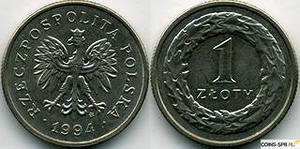 RZECZPOSPOLITA POLSKA
1994
1
ZŁOTY
COINS-SPB.RU